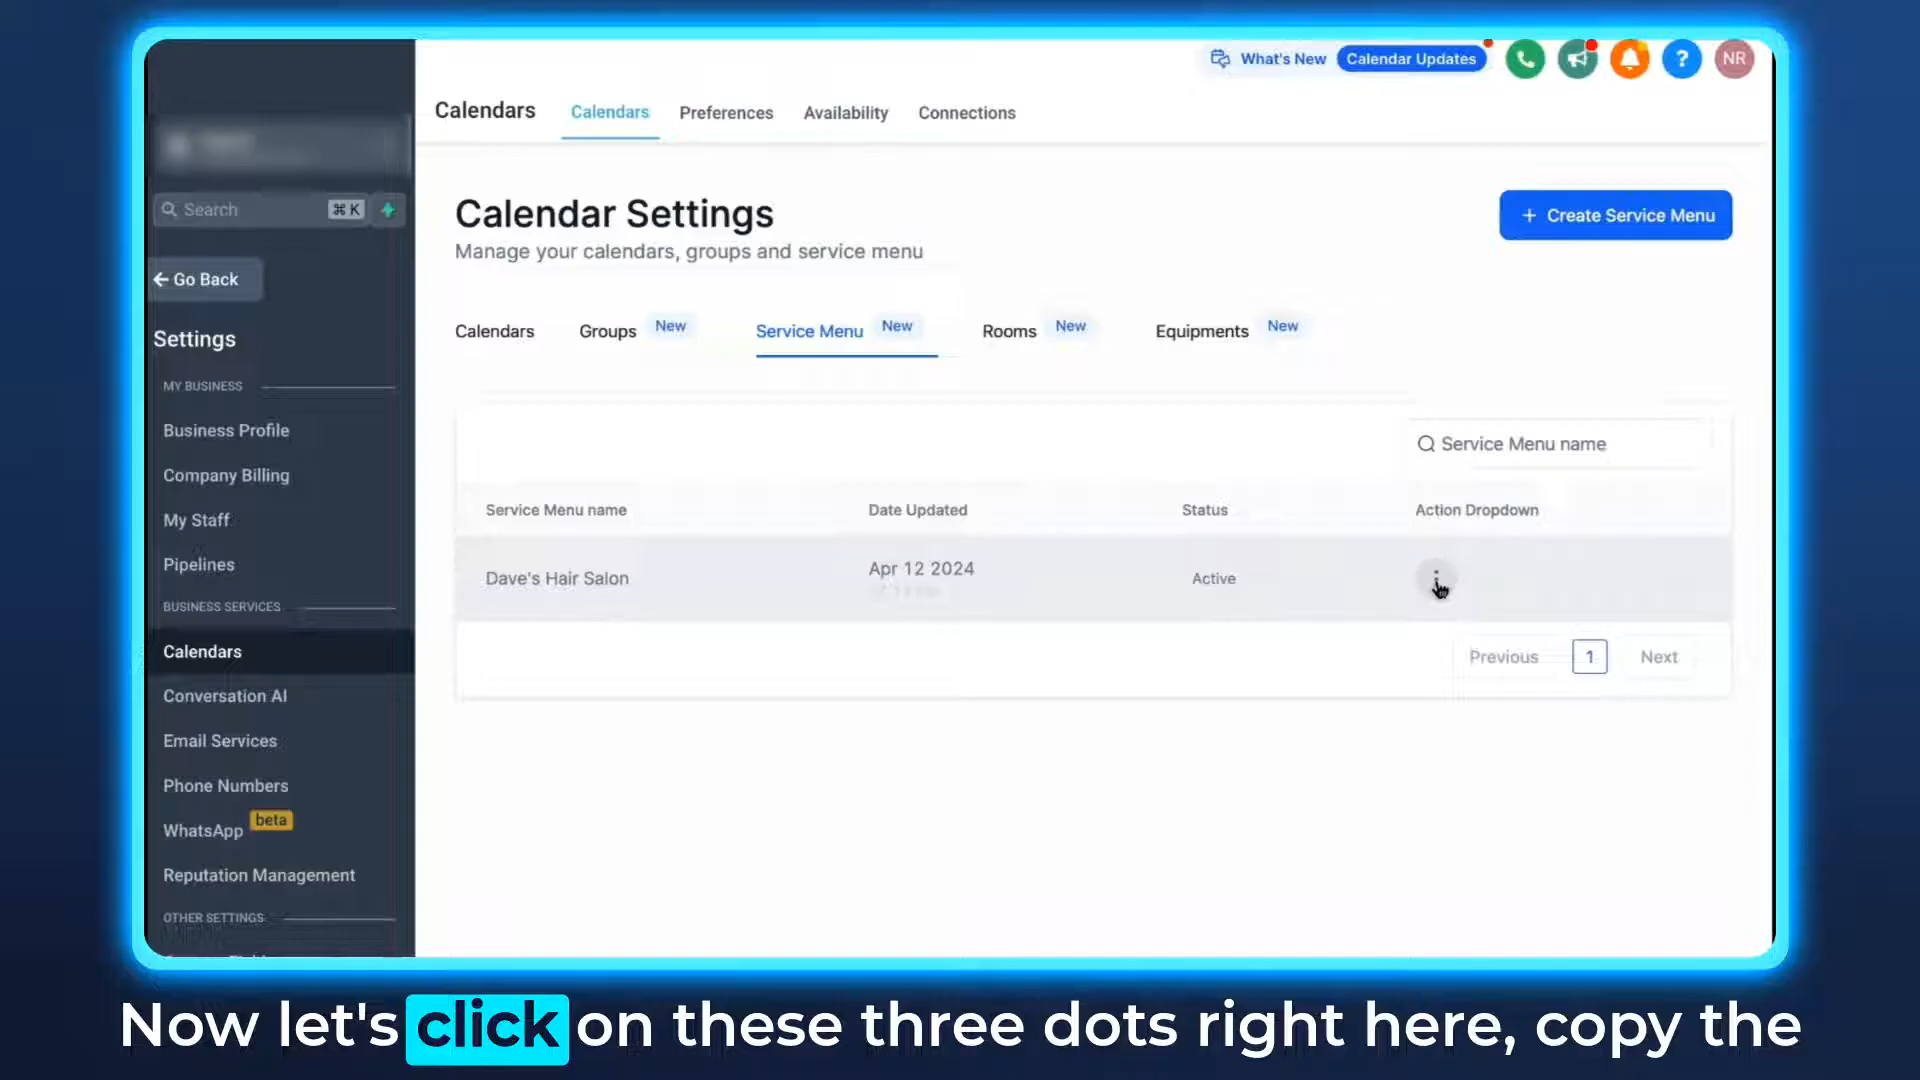 What's New Calendar Updates ? NR
Calendars Calendars Preferences Availability Connections
Search ⌘ K
Calendar Settings
+ Create Service Menu
Manage your calendars, groups and service menu
← Go Back
Calendars Groups New Service Menu New Rooms New Equipments New
Settings
MY BUSINESS
Business Profile
Company Billing
My Staff
Pipelines
BUSINESS SERVICES
Calendars
Conversation AI
Email Services
Phone Numbers
WhatsApp beta
Reputation Management
OTHER SETTINGS
Service Menu name
Service Menu name Date Updated Status Action Dropdown
Dave's Hair Salon Apr 12 2024 Active
Previous 1 Next
Now let's click on these three dots right here, copy the